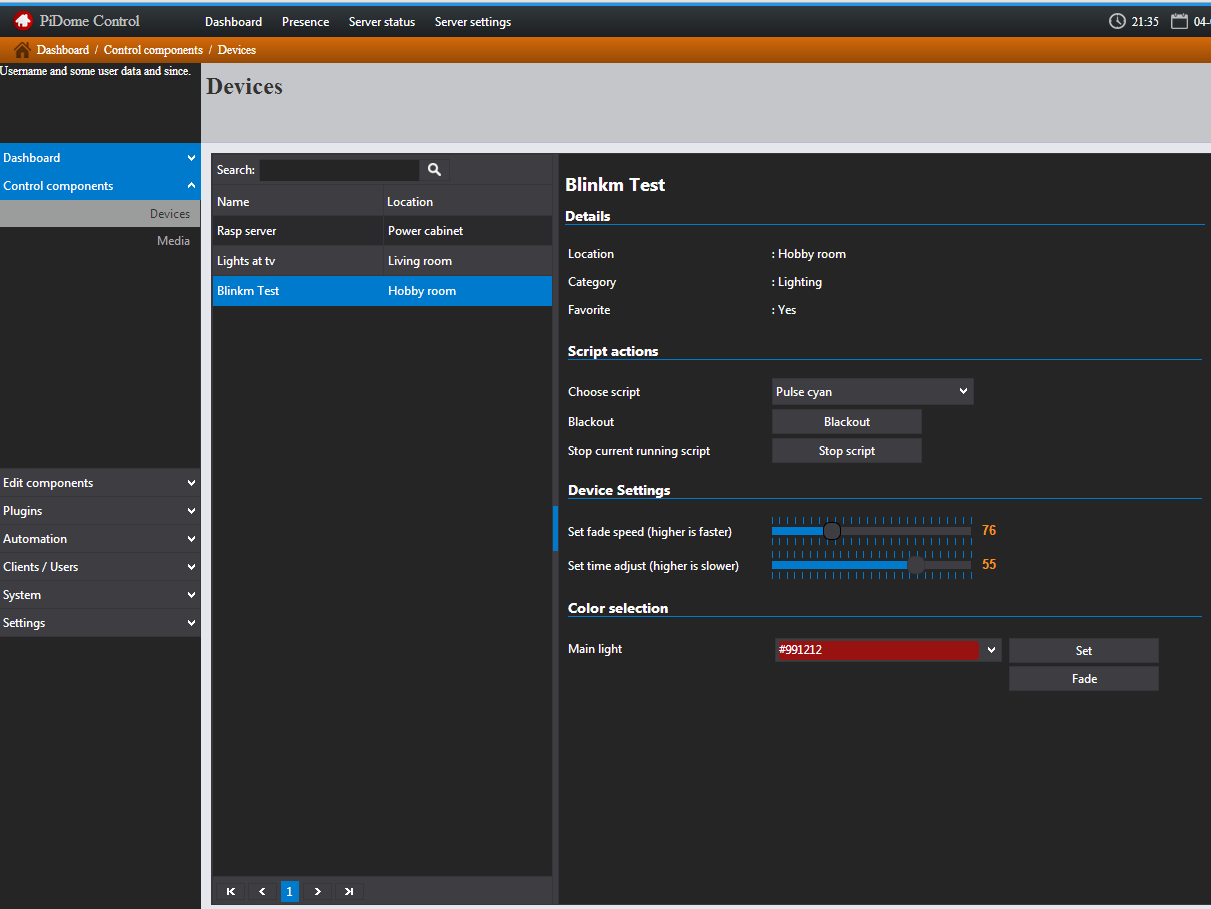 PiDome Control Dashboard Presence Server status Server settings 21:35 04-
Dashboard / Control components / Devices
Username and some user data and since.
Devices
Dashboard
Control components
Devices
Media
Edit components
Plugins
Automation
Clients / Users
System
Settings
Search:
Name Location
Rasp server Power cabinet
Lights at tv Living room
Blinkm Test Hobby room
1
Blinkm Test
Details
Location : Hobby room
Category : Lighting
Favorite : Yes
Script actions
Choose script Pulse cyan
Blackout Blackout
Stop current running script Stop script
Device Settings
Set fade speed (higher is faster) 76
Set time adjust (higher is slower) 55
Color selection
Main light #991212 Set
Fade